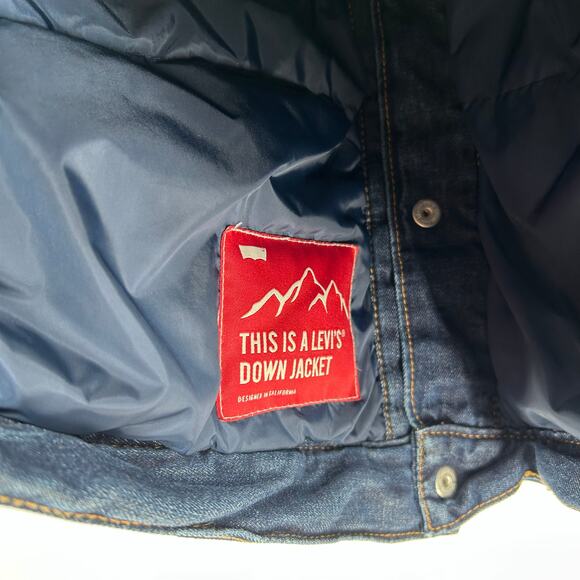 THIS IS A LEVI'S®
DOWN JACKET
DESIGNED IN CALIFORNIA